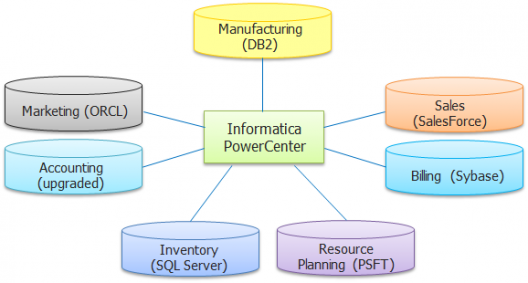 Manufacturing
(DB2)
Marketing (ORCL)
Informatica
PowerCenter
Sales
(SalesForce)
Accounting
(upgraded)
Billing (Sybase)
Inventory
(SQL Server)
Resource
Planning (PSFT)